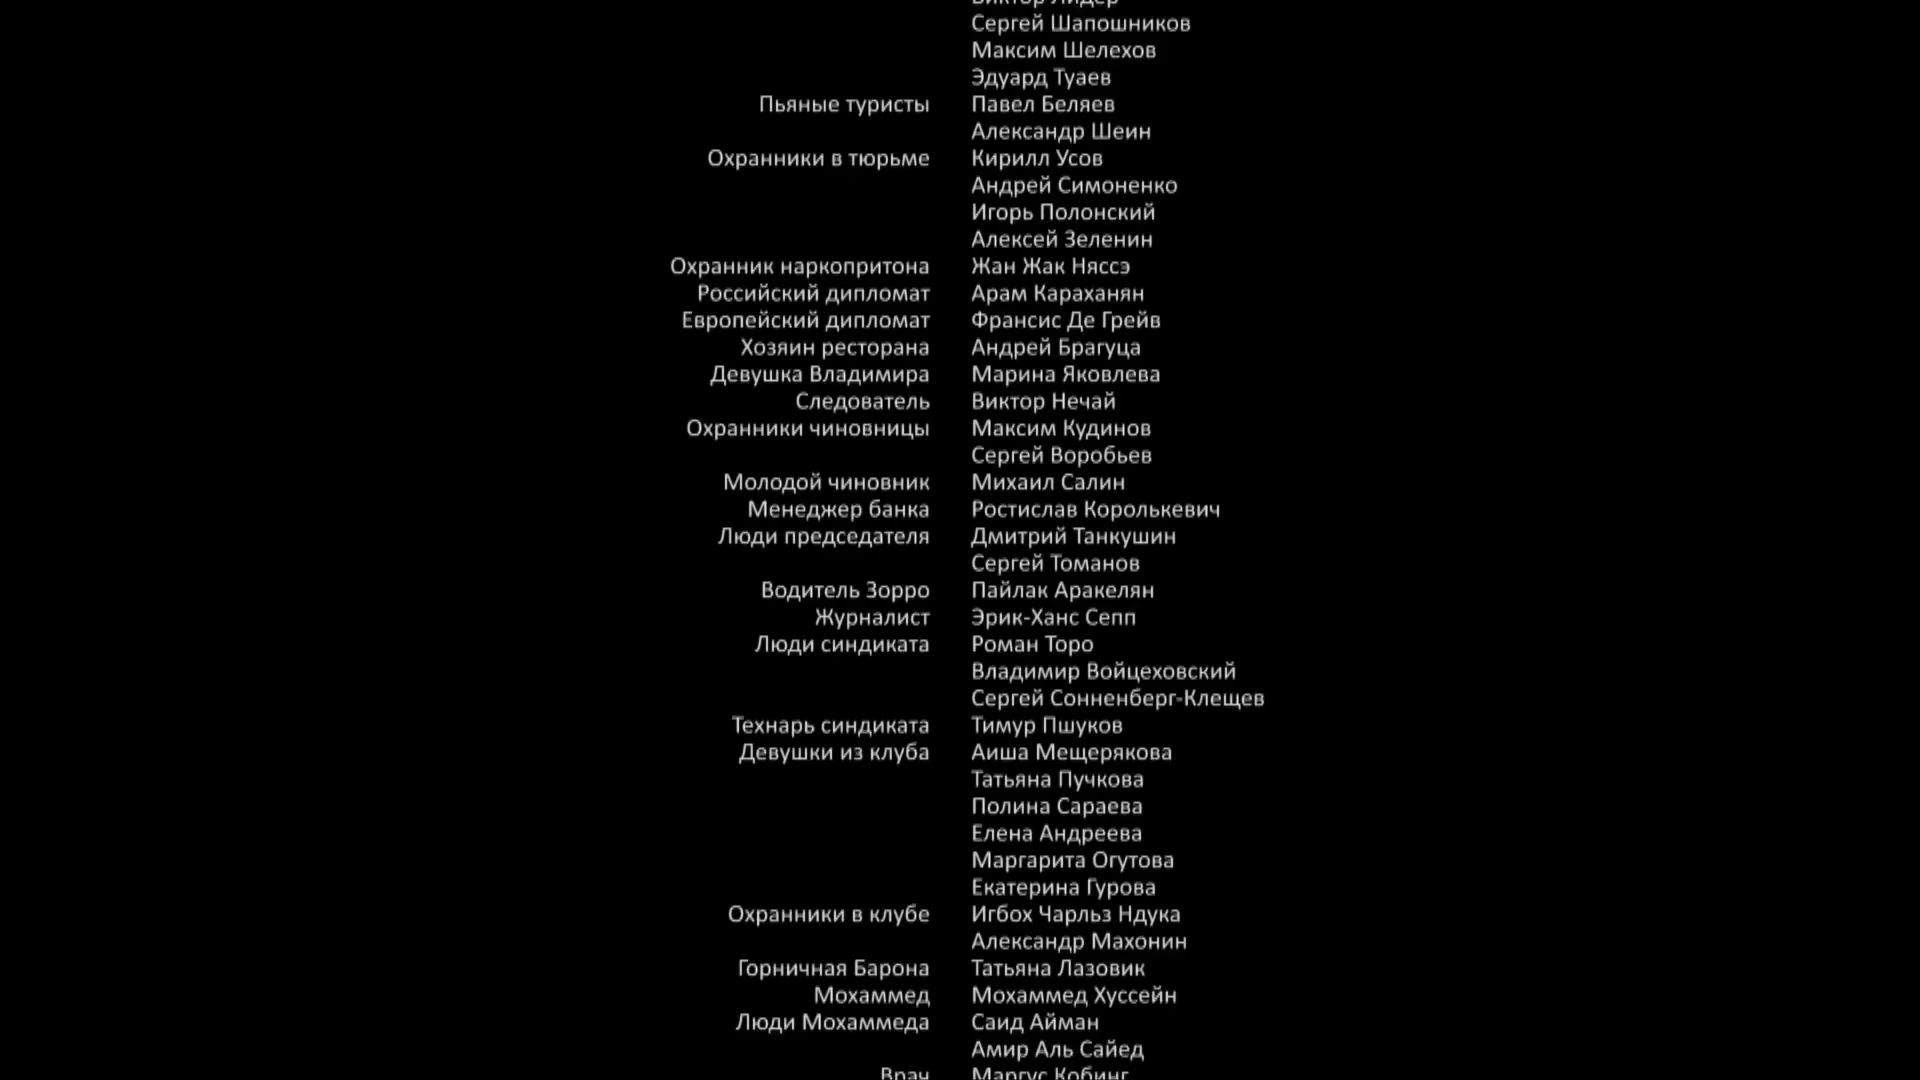 Виктор Лидер
Сергей Шапошников
Максим Шелехов
Эдуард Туаев
Пьяные туристы Павел Беляев
Александр Шеин
Охранники в тюрьме Кирилл Усов
Андрей Симоненко
Игорь Полонский
Алексей Зеленин
Охранник наркопритона Жан Жак Няссэ
Российский дипломат Арам Караханян
Европейский дипломат Франсис Де Грейв
Хозяин ресторана Андрей Брагуца
Девушка Владимира Марина Яковлева
Следователь Виктор Нечай
Охранники чиновницы Максим Кудинов
Сергей Воробьев
Молодой чиновник Михаил Салин
Менеджер банка Ростислав Королькевич
Люди председателя Дмитрий Танкушин
Сергей Томанов
Водитель Зорро Пайлак Аракелян
Журналист Эрик-Ханс Сепп
Люди синдиката Роман Торо
Владимир Войцеховский
Сергей Сонненберг-Клещев
Технарь синдиката Тимур Пшуков
Девушки из клуба Аиша Мещерякова
Татьяна Пучкова
Полина Сараева
Елена Андреева
Маргарита Огутова
Екатерина Гурова
Охранники в клубе Игбох Чарльз Ндука
Александр Махонин
Горничная Барона Татьяна Лазовик
Мохаммед Мохаммед Хуссейн
Люди Мохаммеда Саид Айман
Амир Аль Сайед
Врач Маргус Кобинг